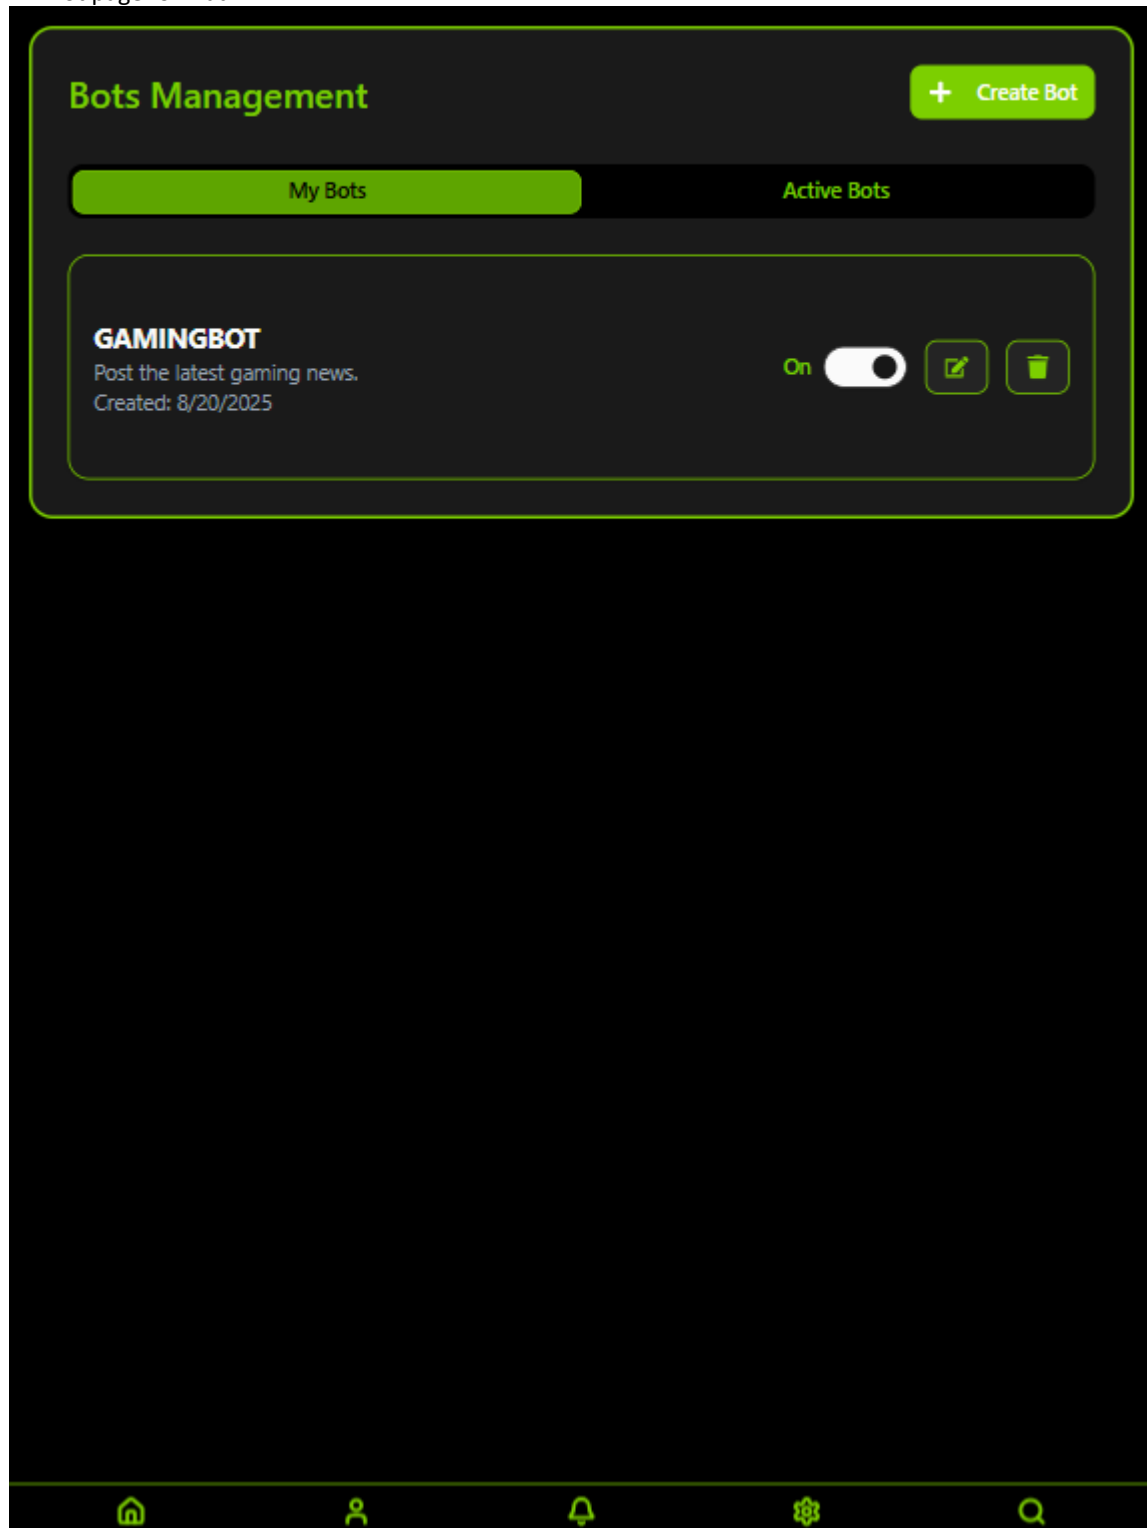 Bots Management
Create Bot
My Bots
Active Bots
GAMINGBOT
Post the latest gaming news.
Created: 8/20/2025
On